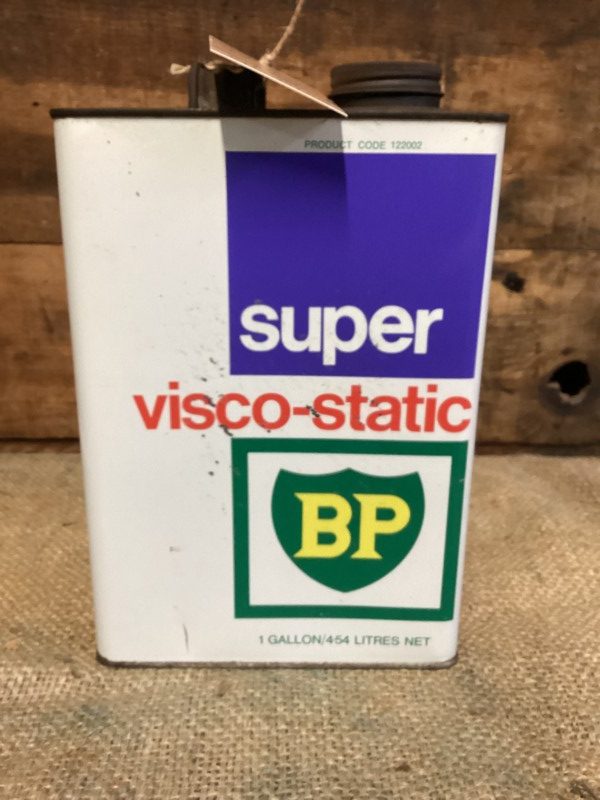 PRODUCT CODE 122002
super
visco-static
BP
1 GALLON/4·54 LITRES NET